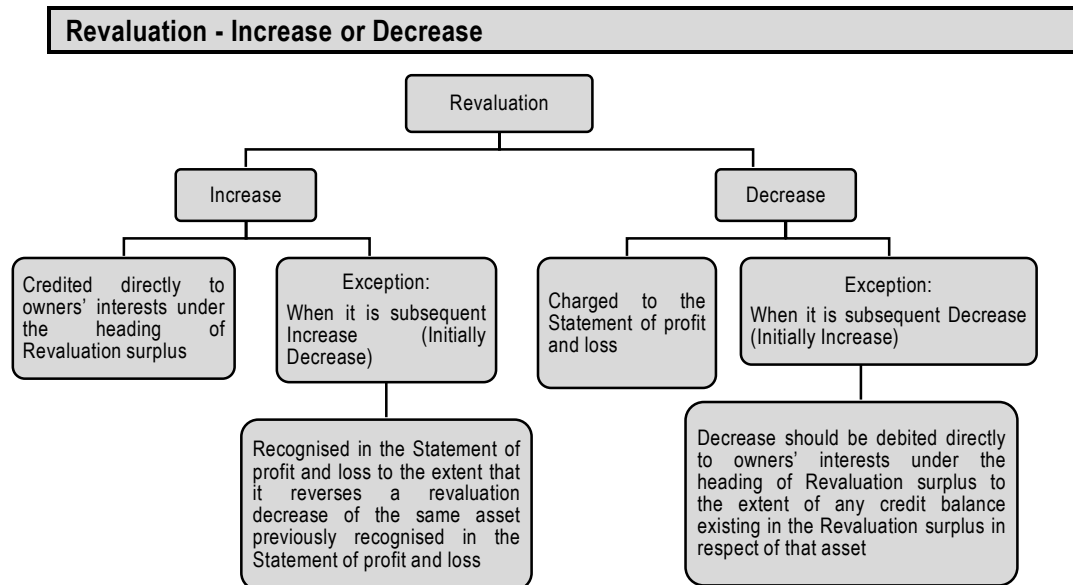 Revaluation - Increase or Decrease
Revaluation
Increase
Decrease
Credited directly to
owners’ interests under
the heading of
Revaluation surplus
Exception:
When it is subsequent
Increase (Initially
Decrease)
Charged to the
Statement of profit
and loss
Exception:
When it is subsequent Decrease
(Initially Increase)
Recognised in the Statement of
profit and loss to the extent that
it reverses a revaluation
decrease of the same asset
previously recognised in the
Statement of profit and loss
Decrease should be debited directly
to owners’ interests under the
heading of Revaluation surplus to
the extent of any credit balance
existing in the Revaluation surplus in
respect of that asset